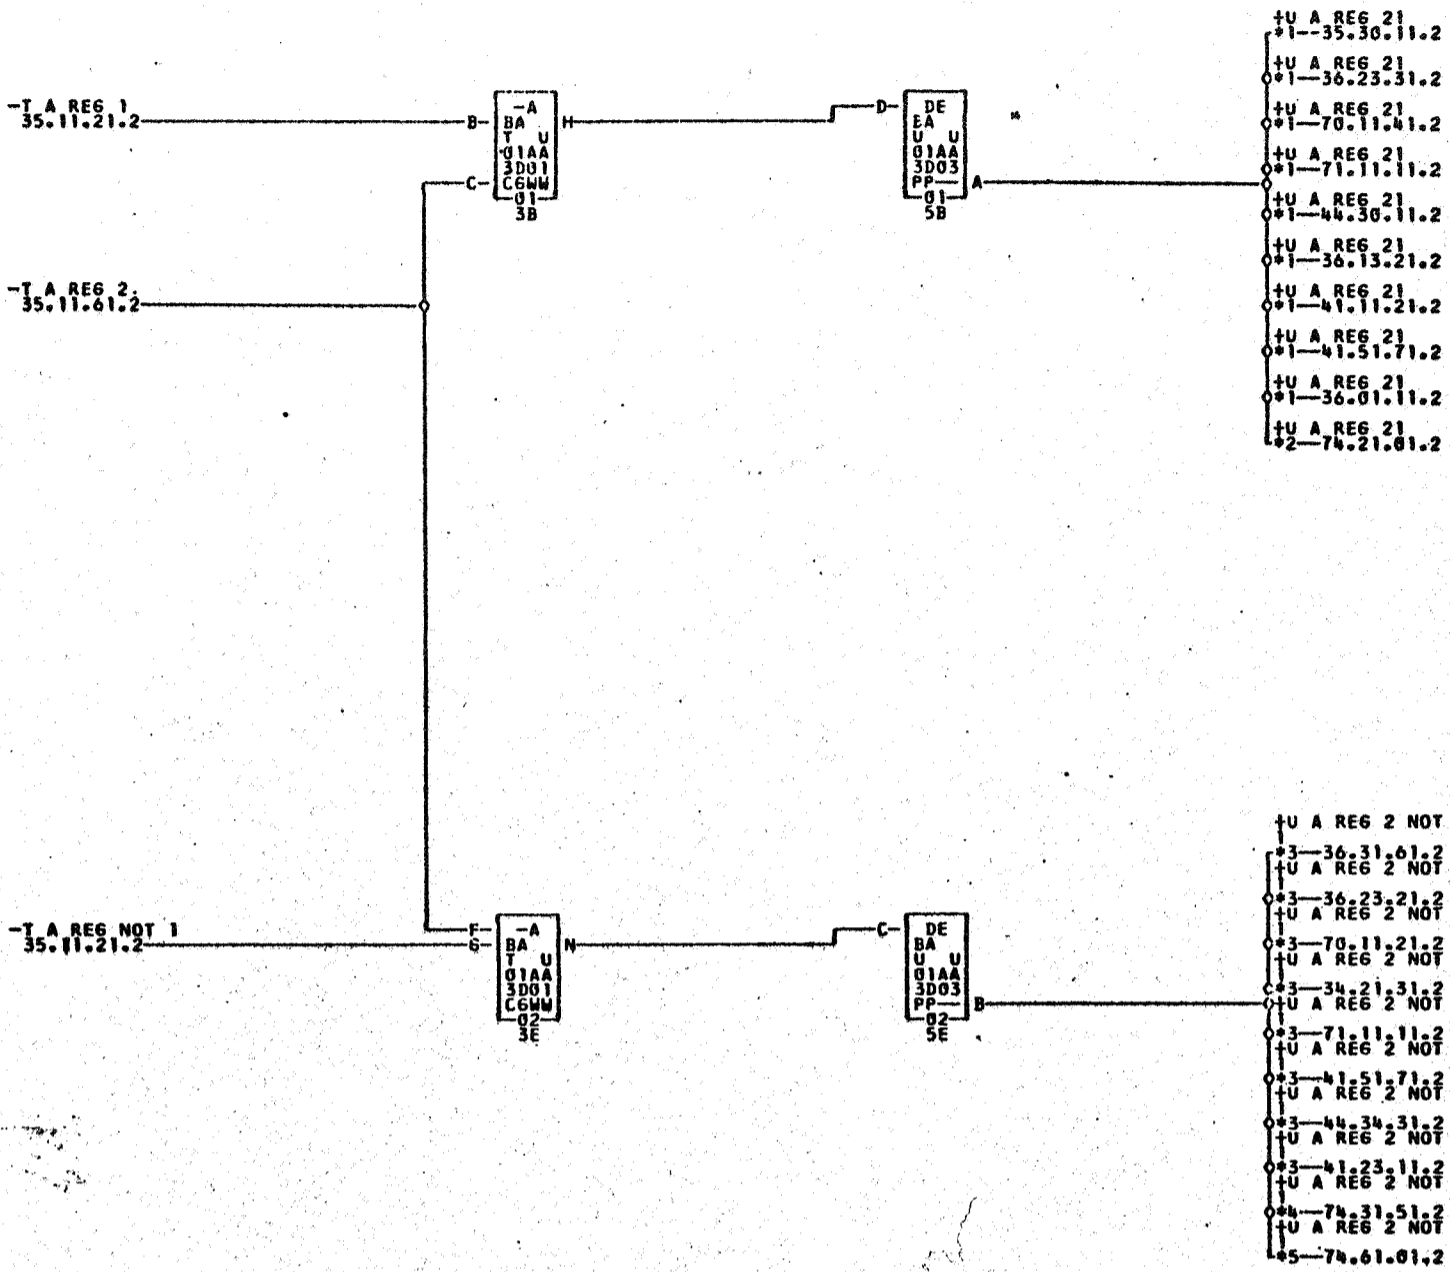 -T A REG 1
35.11.21.2
B
-A
BA H
T U
01AA
3D01
C
C6WW
01
3B
D
DE
BA
U U
01AA
3D03
PP A
01
5B
+U A REG 21
*1--35.30.11.2
+U A REG 21
*1--36.23.31.2
+U A REG 21
*1--70.11.41.2
+U A REG 21
*1--71.11.11.2
+U A REG 21
*1--44.30.11.2
+U A REG 21
*1--36.13.21.2
+U A REG 21
*1--41.11.21.2
+U A REG 21
*1--41.51.71.2
+U A REG 21
*1--36.01.11.2
+U A REG 21
*2--74.21.01.2
-T A REG 2
35.11.61.2
-T A REG NOT 1
35.11.21.2
F
G
-A
BA N
T U
01AA
3D01
C6WW
02
3E
C
DE
BA
U U
01AA
3D03
PP B
02
5E
+U A REG 2 NOT
*3--36.31.61.2
+U A REG 2 NOT
*3--36.23.21.2
+U A REG 2 NOT
*3--70.11.21.2
+U A REG 2 NOT
*3--34.21.31.2
+U A REG 2 NOT
*3--71.11.11.2
+U A REG 2 NOT
*3--41.51.71.2
+U A REG 2 NOT
*3--44.34.31.2
+U A REG 2 NOT
*3--41.23.11.2
+U A REG 2 NOT
*4--74.31.51.2
+U A REG 2 NOT
*5--74.61.01.2